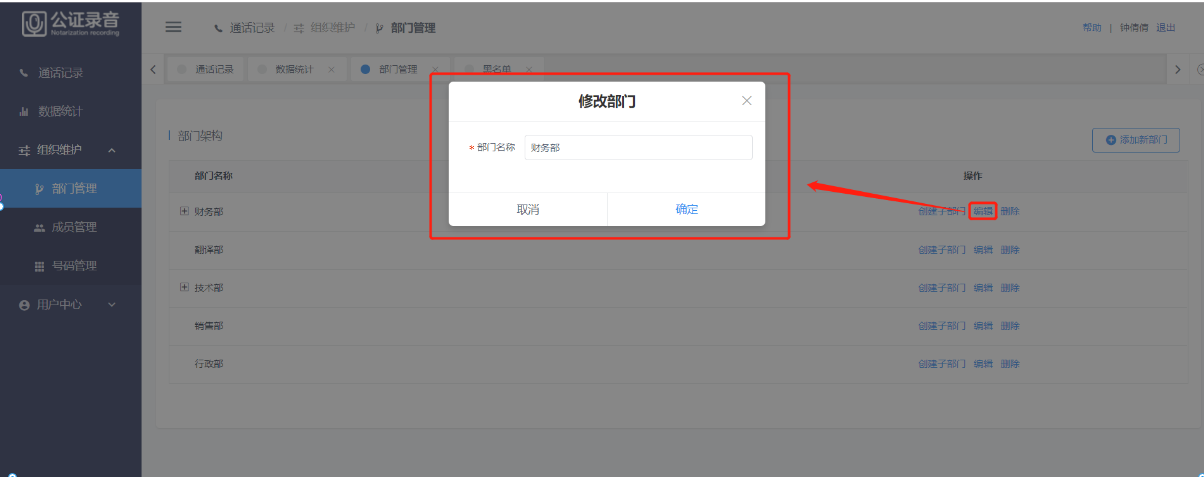 公证录音
Notarization recording
通话记录 / 组织维护 / 部门管理
帮助 | 钟倩倩 退出
通话记录
数据统计
组织维护
部门管理
成员管理
号码管理
用户中心
通话记录 数据统计 × 部门管理 × 黑名单 ×
修改部门
* 部门名称 财务部
取消 确定
部门架构
添加新部门
部门名称 操作
财务部 创建子部门 编辑 删除
翻译部 创建子部门 编辑 删除
技术部 创建子部门 编辑 删除
销售部 创建子部门 编辑 删除
行政部 创建子部门 编辑 删除